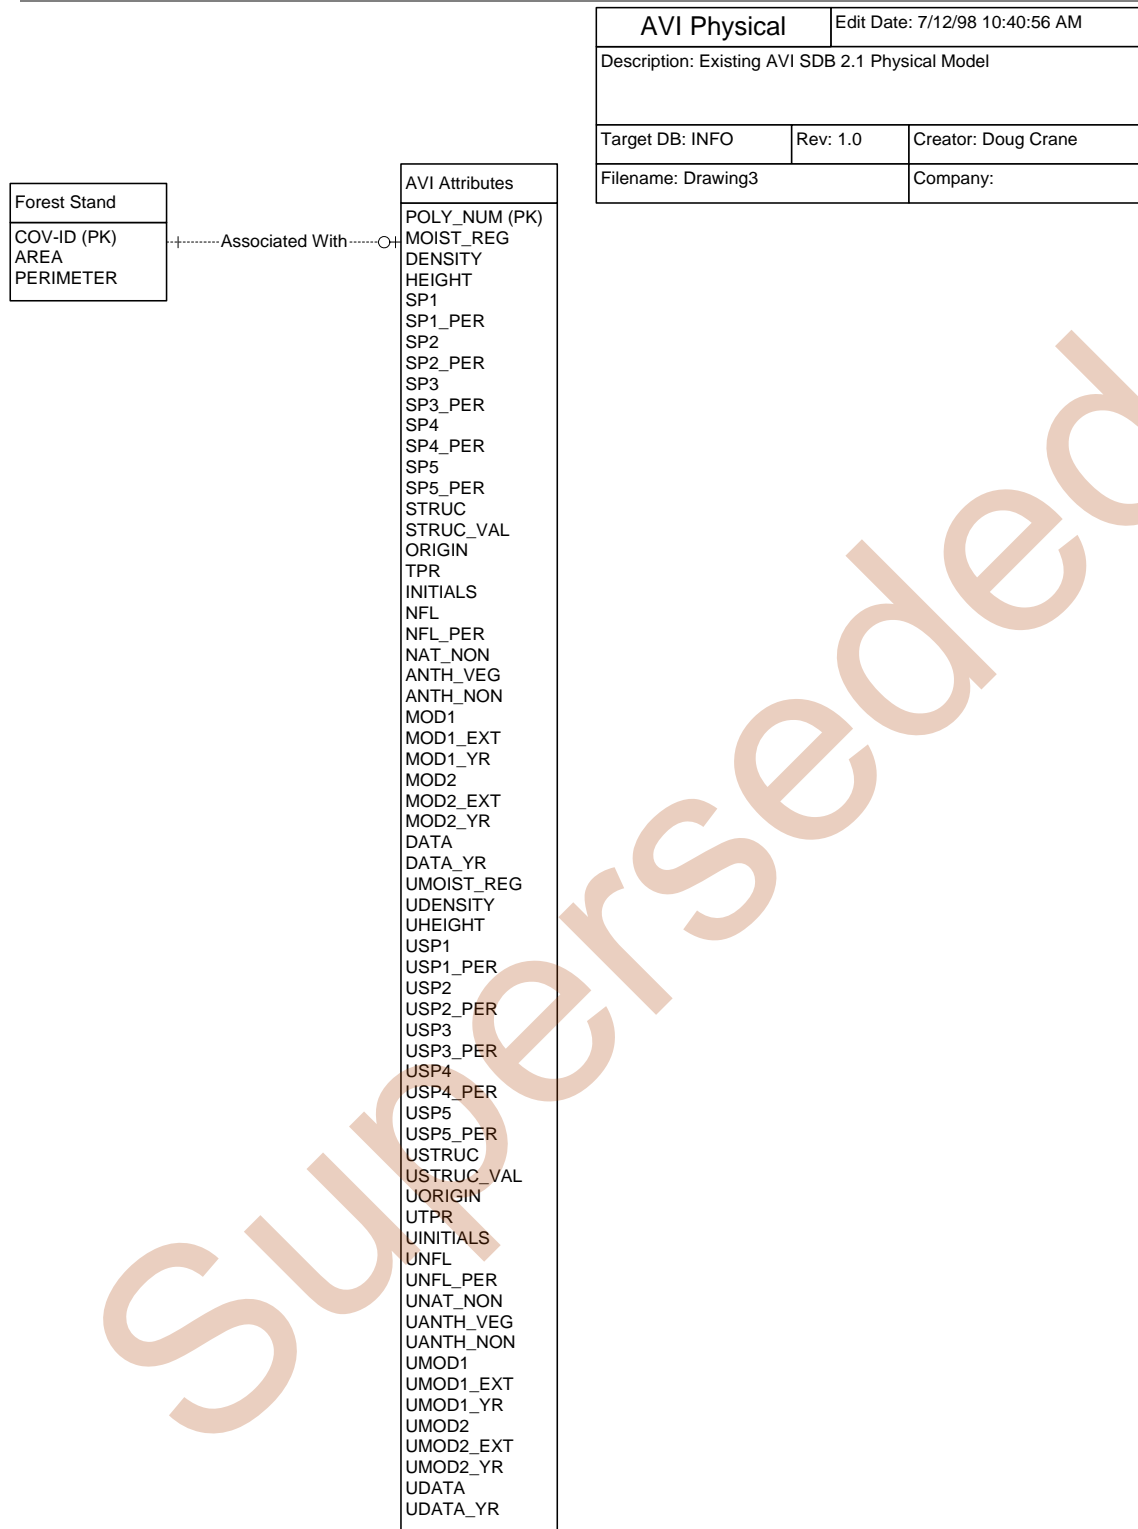 AVI Physical
Edit Date: 7/12/98 10:40:56 AM
Description: Existing AVI SDB 2.1 Physical Model
Target DB: INFO
Rev: 1.0
Creator: Doug Crane
Filename: Drawing3
Company:
Forest Stand
COV-ID (PK)
AREA
PERIMETER
Associated With
AVI Attributes
POLY_NUM (PK)
MOIST_REG
DENSITY
HEIGHT
SP1
SP1_PER
SP2
SP2_PER
SP3
SP3_PER
SP4
SP4_PER
SP5
SP5_PER
STRUC
STRUC_VAL
ORIGIN
TPR
INITIALS
NFL
NFL_PER
NAT_NON
ANTH_VEG
ANTH_NON
MOD1
MOD1_EXT
MOD1_YR
MOD2
MOD2_EXT
MOD2_YR
DATA
DATA_YR
UMOIST_REG
UDENSITY
UHEIGHT
USP1
USP1_PER
USP2
USP2_PER
USP3
USP3_PER
USP4
USP4_PER
USP5
USP5_PER
USTRUC
USTRUC_VAL
UORIGIN
UTPR
UINITIALS
UNFL
UNFL_PER
UNAT_NON
UANTH_VEG
UANTH_NON
UMOD1
UMOD1_EXT
UMOD1_YR
UMOD2
UMOD2_EXT
UMOD2_YR
UDATA
UDATA_YR
Superseded